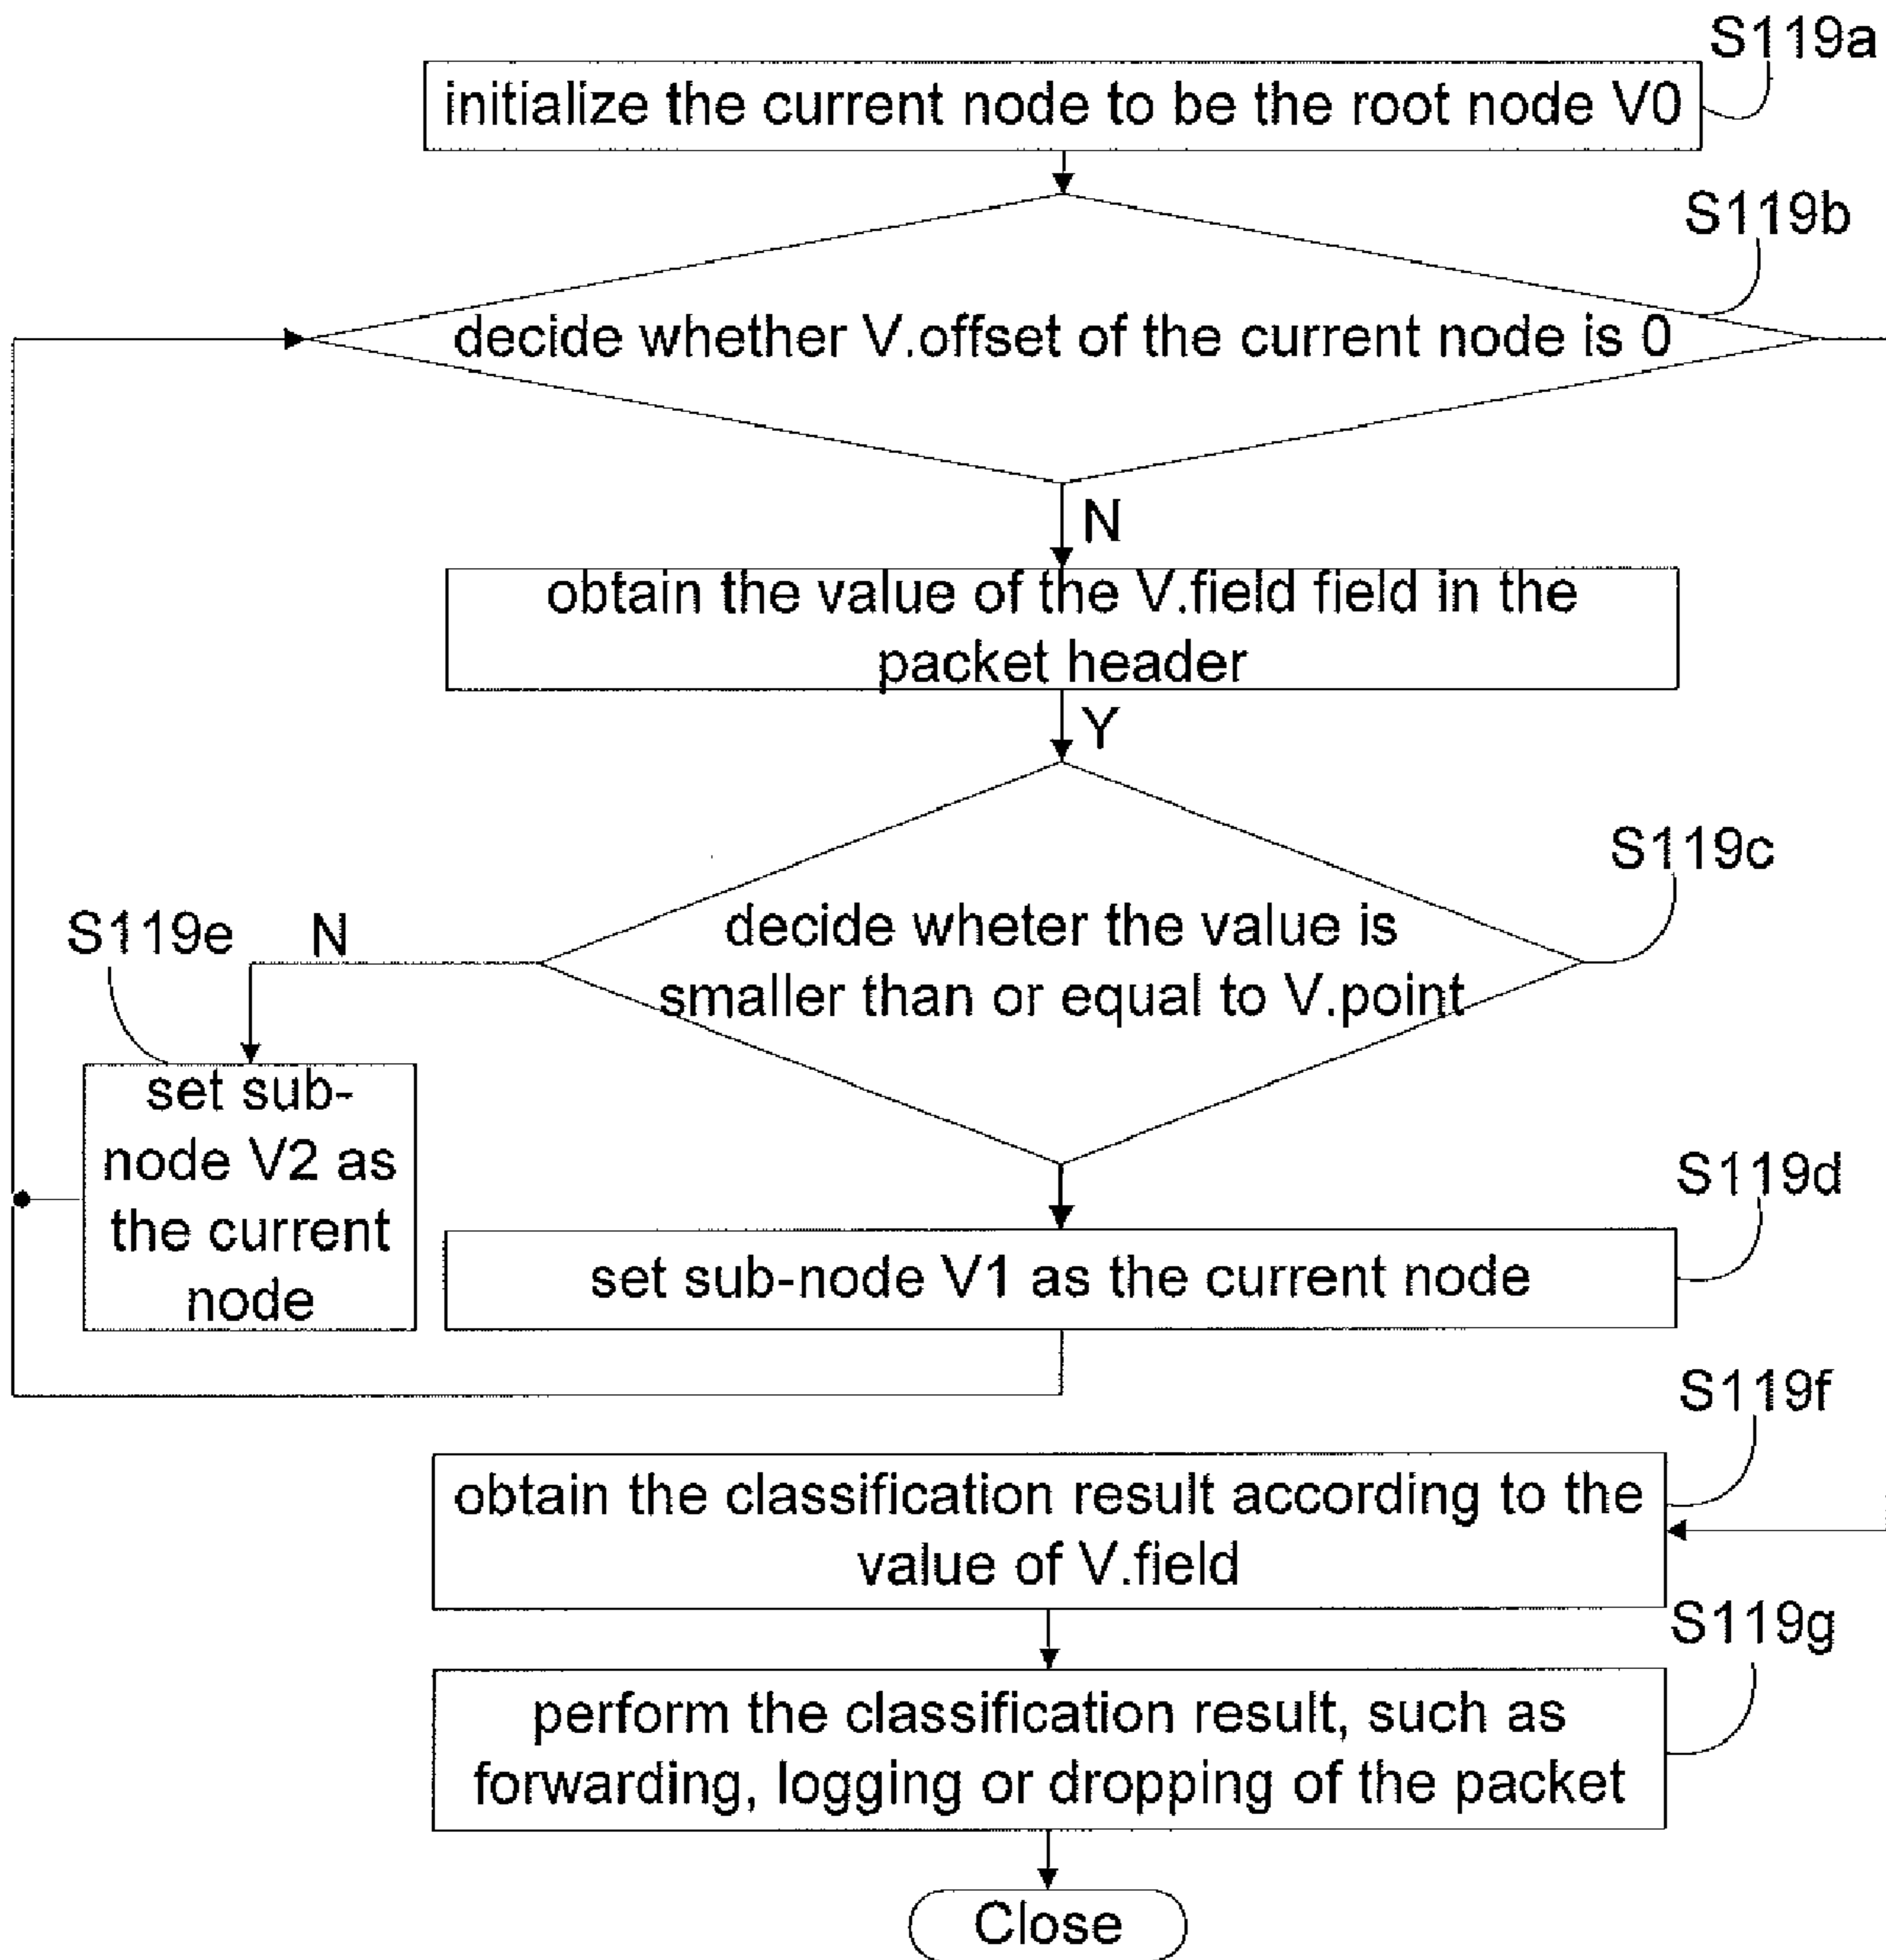 S119a
initialize the current node to be the root node V0
S119b
decide whether V.offset of the current node is 0
N
obtain the value of the V.field field in the
packet header
Y
S119c
decide wheter the value is
smaller than or equal to V.point
S119e
N
set sub-
node V2 as
the current
node
S119d
set sub-node V1 as the current node
S119f
obtain the classification result according to the
value of V.field
S119g
perform the classification result, such as
forwarding, logging or dropping of the packet
Close